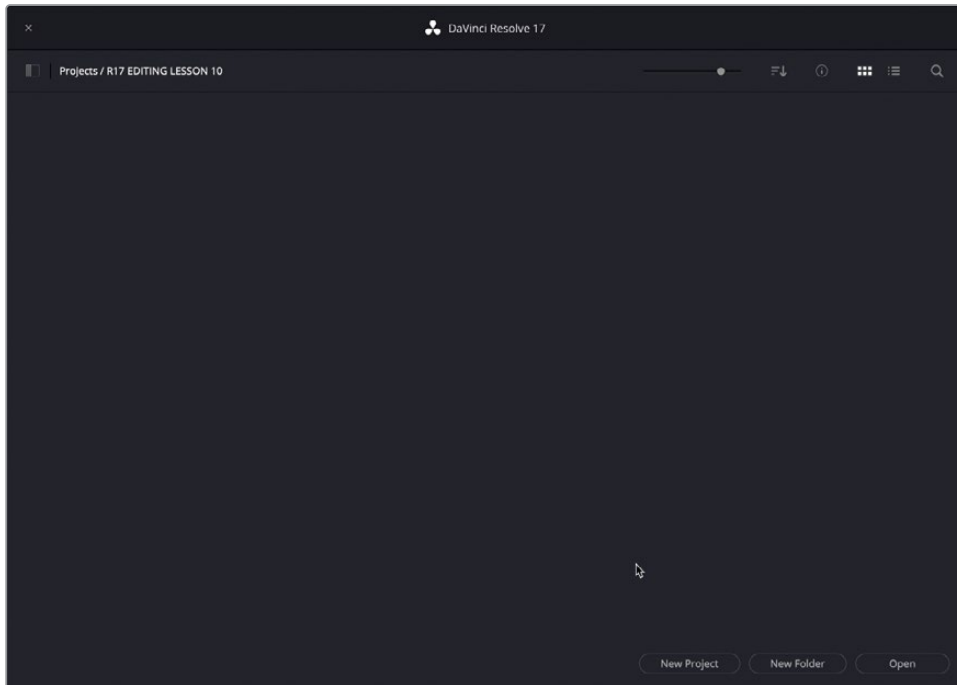 DaVinci Resolve 17
Projects / R17 EDITING LESSON 10
New Project New Folder Open